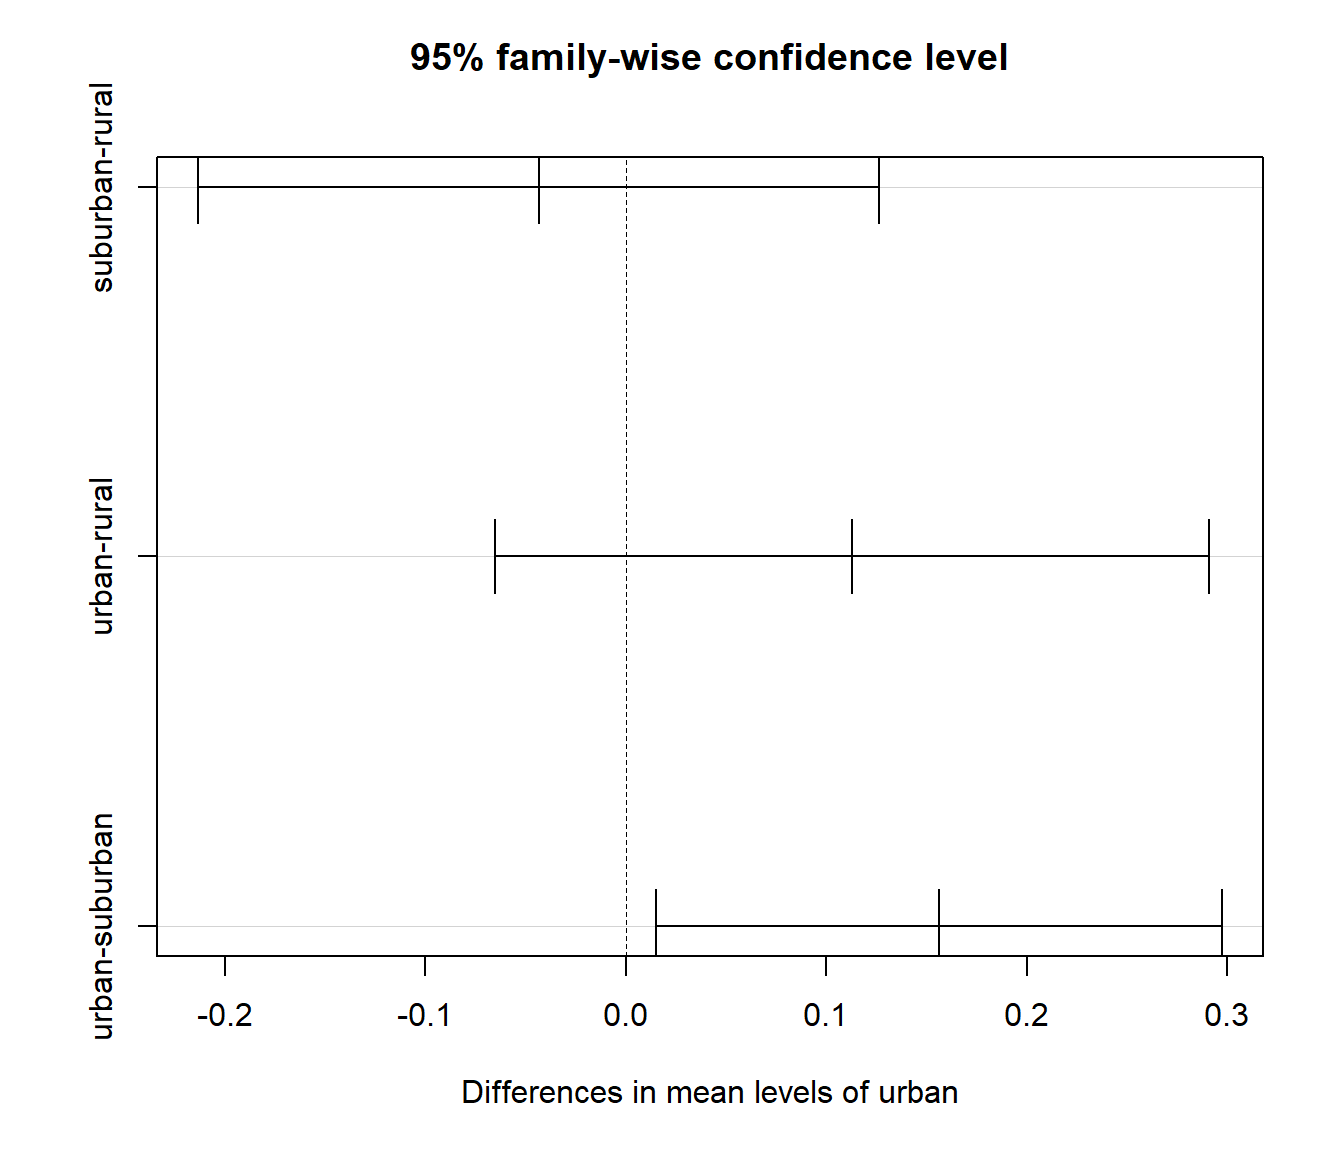 95% family-wise confidence level
suburban-rural
urban-rural
urban-suburban
-0.2 -0.1 0.0 0.1 0.2 0.3
Differences in mean levels of urban